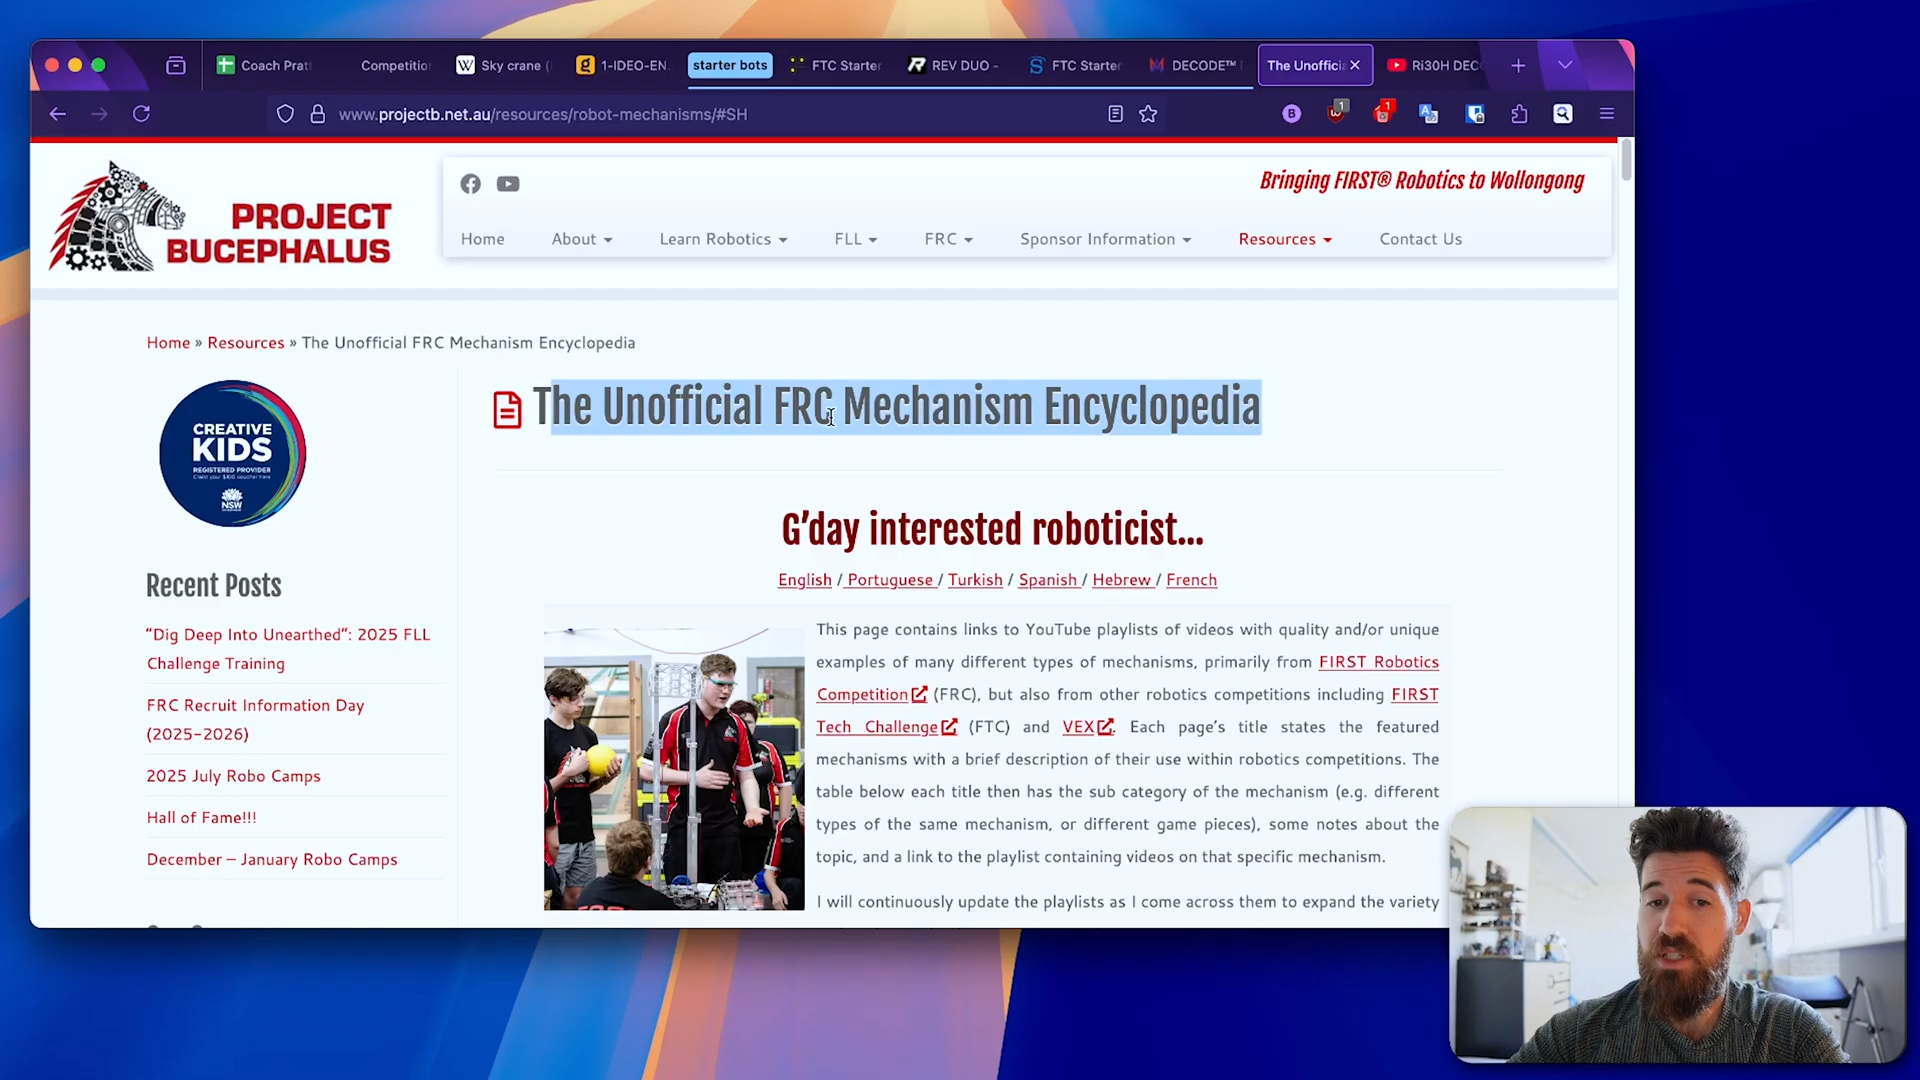 Coach Prat
Competitio
W Sky crane (
1-IDEO-EN
starter bots
FTC Starter
REV DUO -
FTC Starter
DECODE™
The Unoffici
Ri30H DEC
www.projectb.net.au/resources/robot-mechanisms/#SH
1
1
PROJECT
BUCEPHALUS
Bringing FIRST® Robotics to Wollongong
Home About Learn Robotics FLL FRC Sponsor Information Resources Contact Us
Home » Resources » The Unofficial FRC Mechanism Encyclopedia
CREATIVE
KIDS
REGISTERED PROVIDER
Claim your $100 voucher here
NSW
The Unofficial FRC Mechanism Encyclopedia
G’day interested roboticist…
English / Portuguese / Turkish / Spanish / Hebrew / French
Recent Posts
“Dig Deep Into Unearthed”: 2025 FLL
Challenge Training
FRC Recruit Information Day
(2025-2026)
2025 July Robo Camps
Hall of Fame!!!
December – January Robo Camps
This page contains links to YouTube playlists of videos with quality and/or unique
examples of many different types of mechanisms, primarily from FIRST Robotics
Competition (FRC), but also from other robotics competitions including FIRST
Tech Challenge (FTC) and VEX. Each page’s title states the featured
mechanisms with a brief description of their use within robotics competitions. The
table below each title then has the sub category of the mechanism (e.g. different
types of the same mechanism, or different game pieces), some notes about the
topic, and a link to the playlist containing videos on that specific mechanism.
I will continuously update the playlists as I come across them to expand the variety